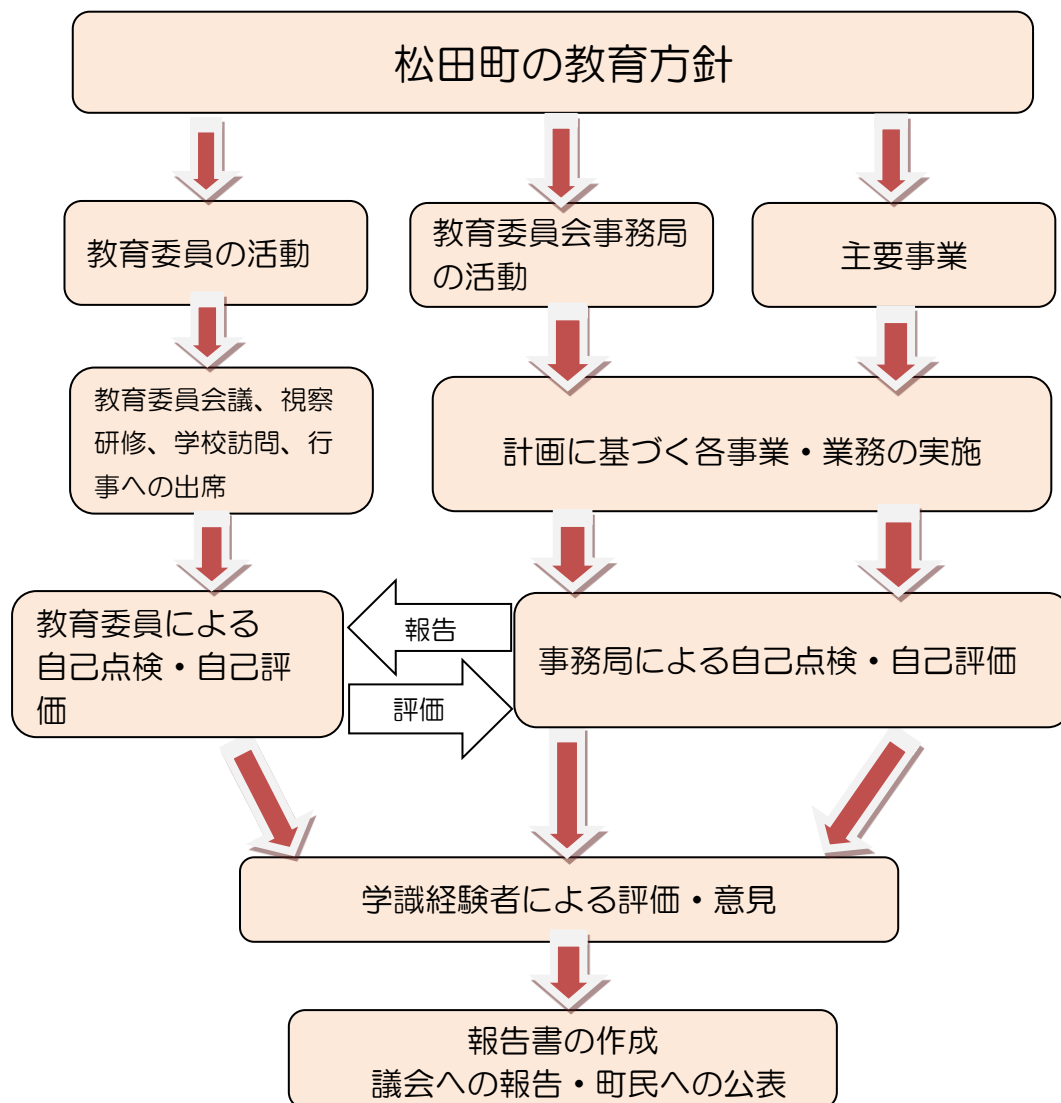 松田町の教育方針
教育委員の活動
教育委員会事務局
の活動
主要事業
教育委員会議、視察
研修、学校訪問、行
事への出席
計画に基づく各事業・業務の実施
教育委員による
自己点検・自己評
価
報告
評価
事務局による自己点検・自己評価
学識経験者による評価・意見
報告書の作成
議会への報告・町民への公表